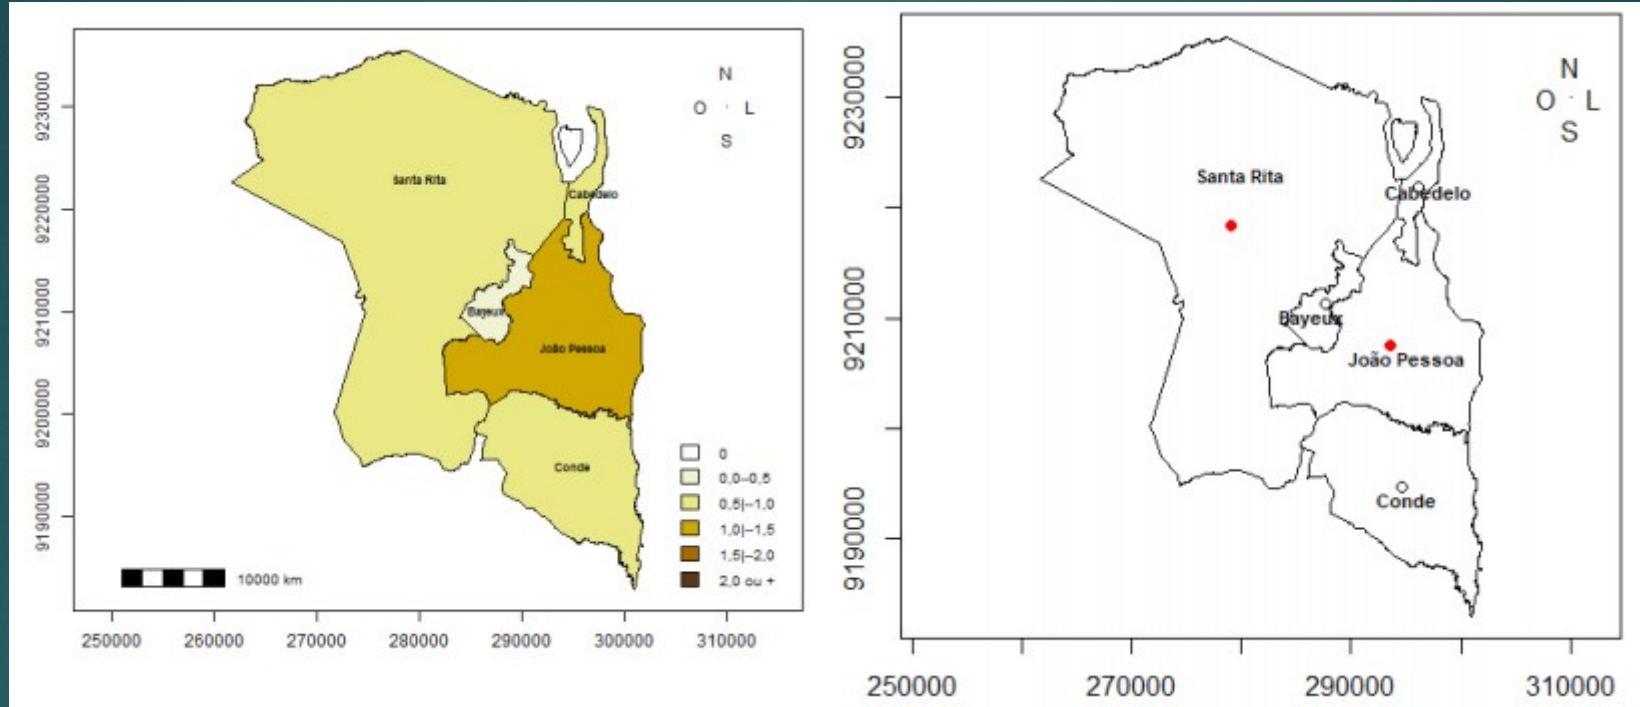 N
O · L
S
9230000
9220000
9210000
9200000
9190000
Santa Rita
Cabedelo
Bayeux
João Pessoa
Conde
0
0,0--0,5
0,5|--1,0
1,0|--1,5
1,5|--2,0
2,0 ou +
10000 km
250000 260000 270000 280000 290000 300000 310000
N
O · L
S
9230000
9210000
9190000
Santa Rita
Cabedelo
Bayeux
João Pessoa
Conde
250000 270000 290000 310000